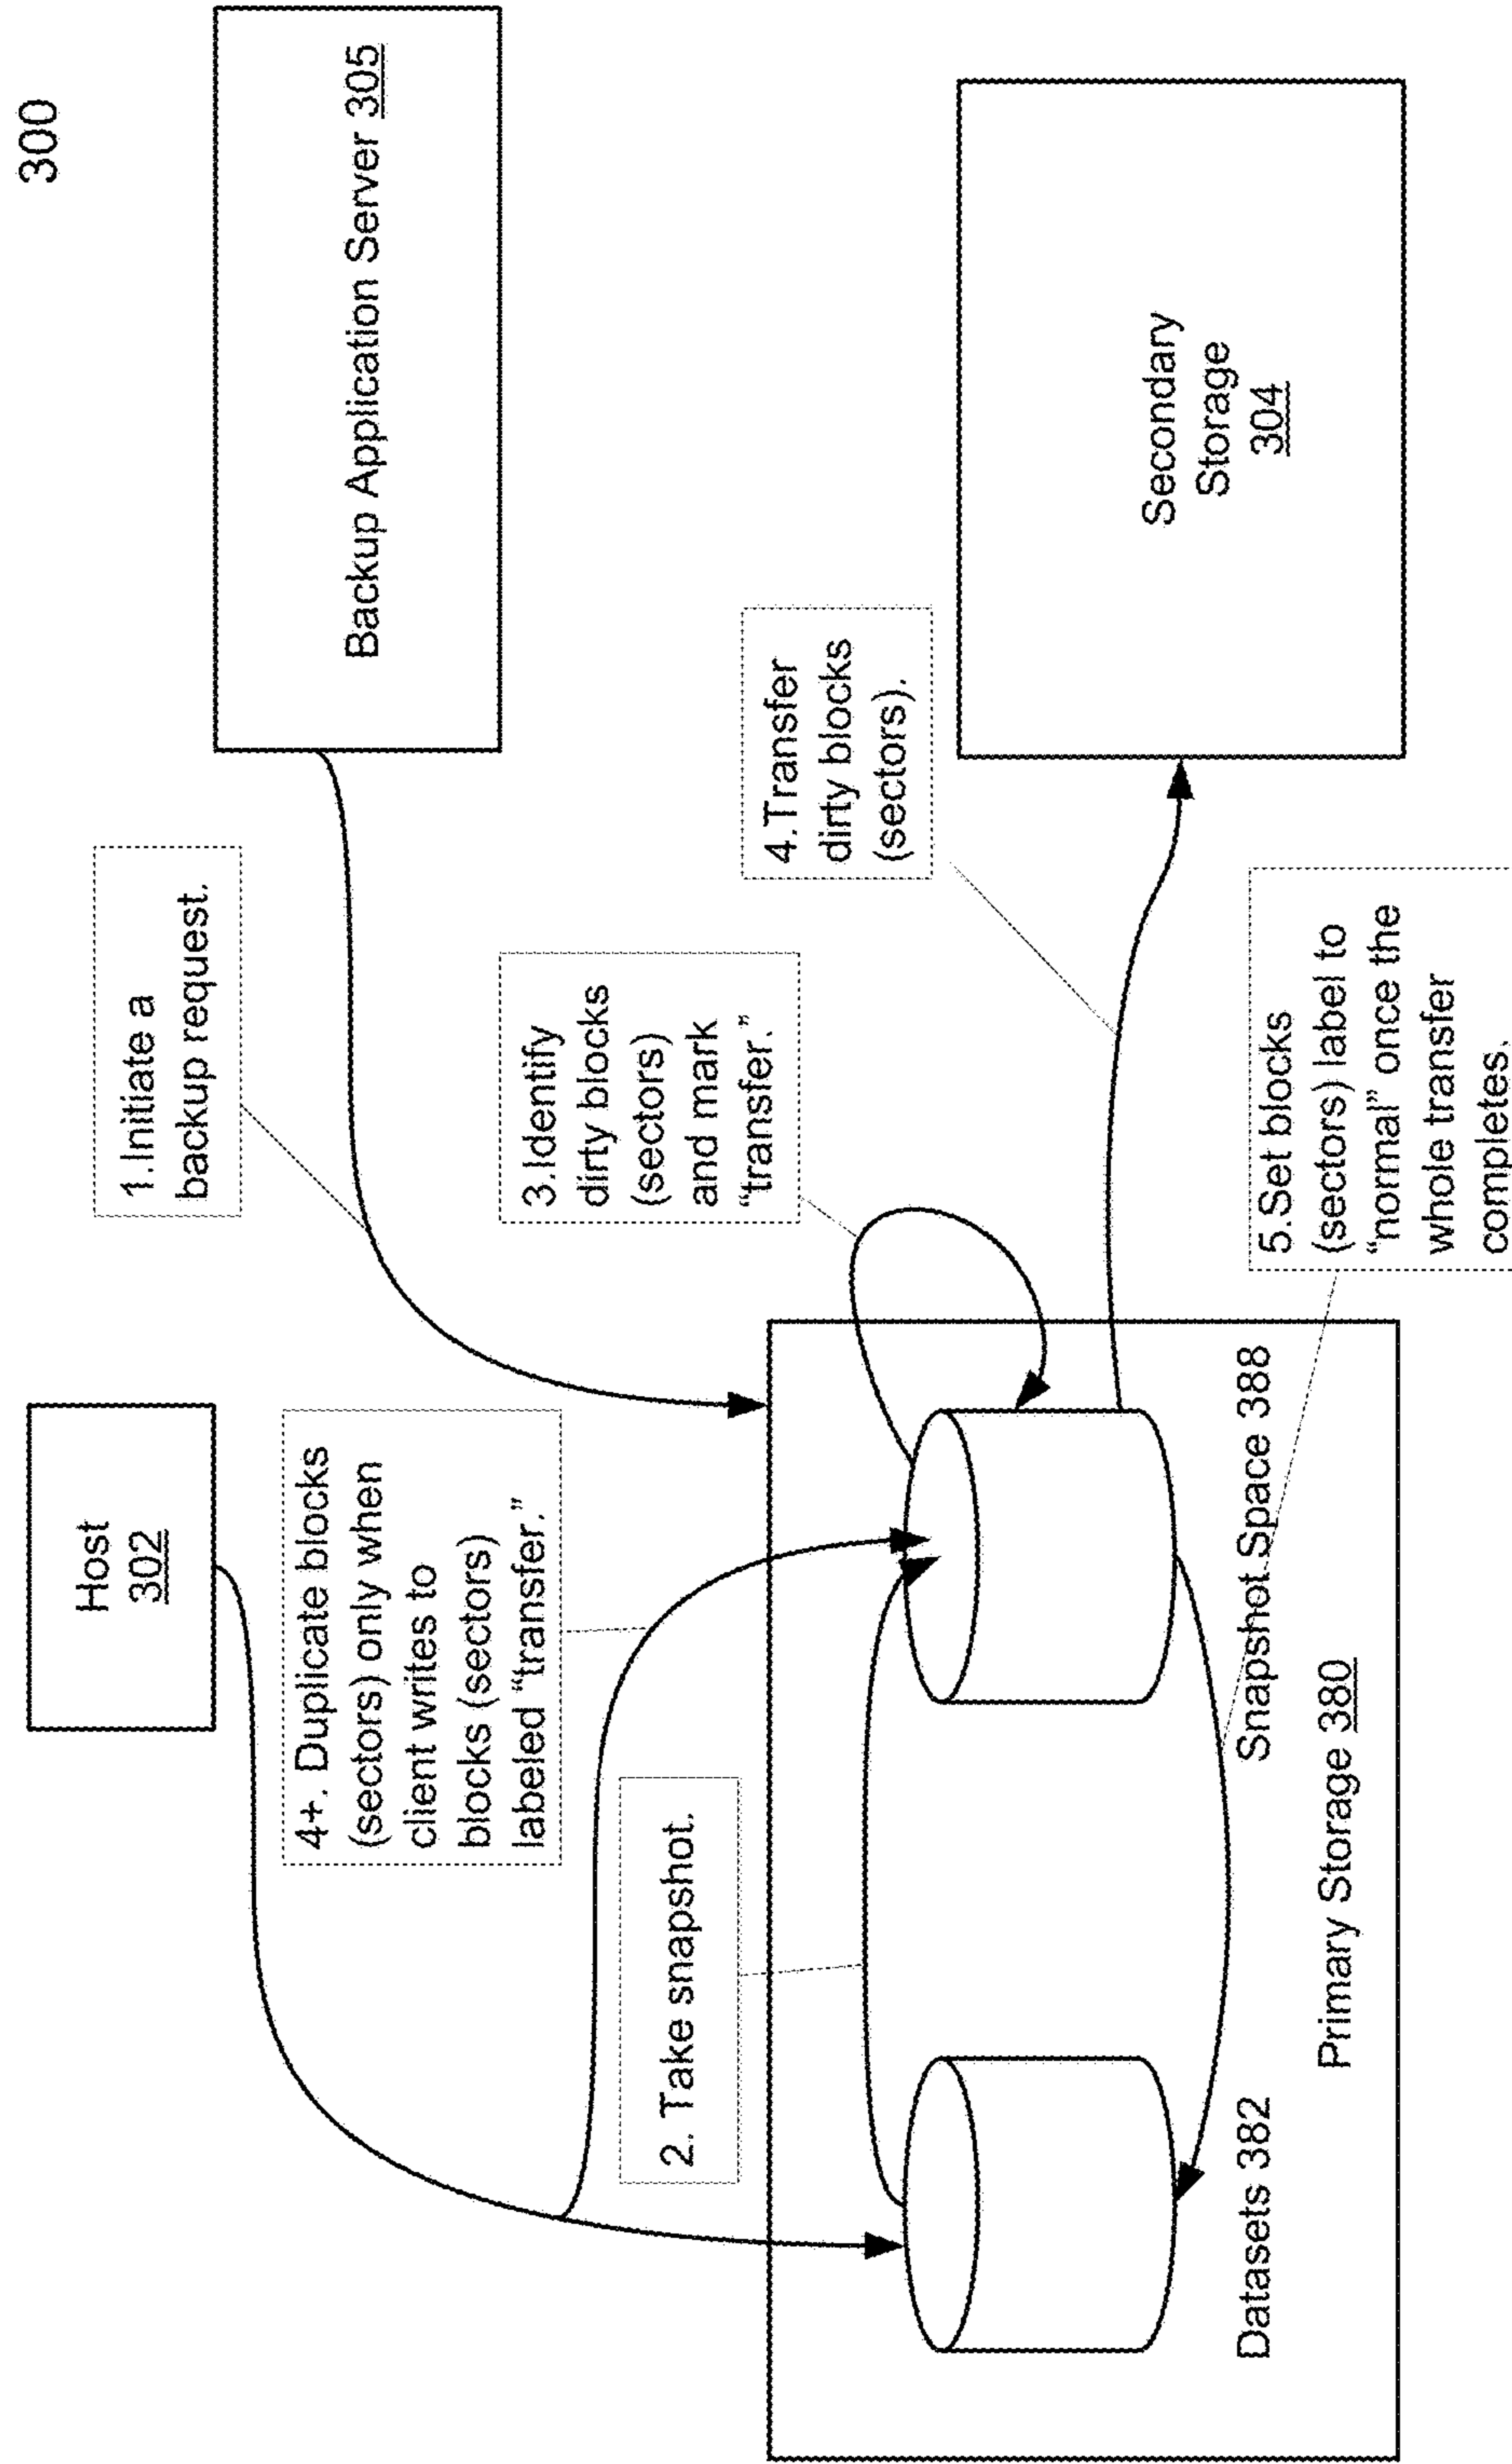 300
Host
302
Backup Application Server 305
1.Initiate a
backup request.
4+. Duplicate blocks
(sectors) only when
client writes to
blocks (sectors)
labeled “transfer.”
2. Take snapshot.
3.Identify
dirty blocks
(sectors)
and mark
“transfer.”
4.Transfer
dirty blocks
(sectors).
Secondary
Storage
304
Datasets 382
Snapshot Space 388
Primary Storage 380
5.Set blocks
(sectors) label to
“normal” once the
whole transfer
completes.